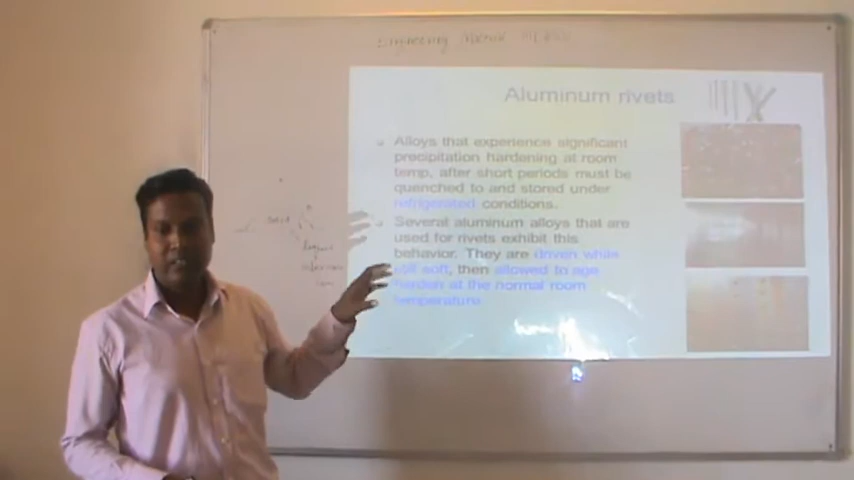 Engineering
Aluminum rivets
Alloys that experience significant
precipitation hardening at room
temp, after short periods must be
quenched to and stored under
refrigerated conditions.
Several aluminum alloys that are
used for rivets exhibit this
behavior. They are driven while
still soft, then allowed to age
harden at the normal room
temperature.